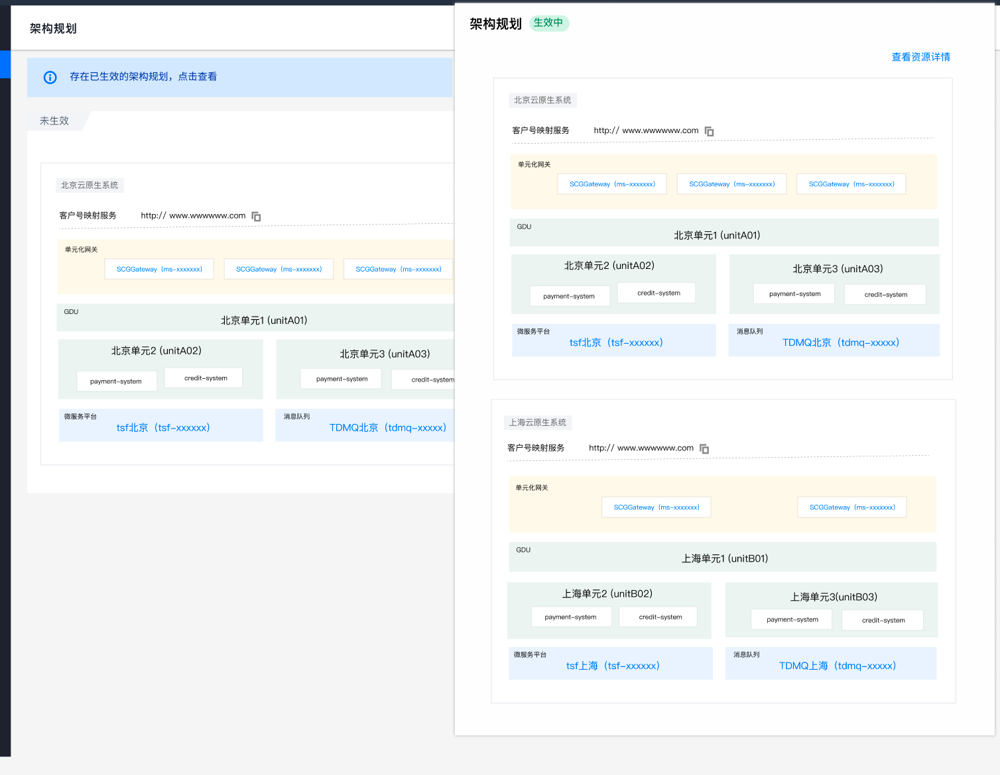 架构规划
存在已生效的架构规划，点击查看
未生效
北京云原生系统
客户号映射服务 http:// www.wwwwww.com
单元化网关
SCGGateway（ms-xxxxxxx） SCGGateway（ms-xxxxxxx） SCGGateway（ms-xxxxxxx）
GDU
北京单元1 (unitA01)
北京单元2 (unitA02) 北京单元3 (unitA03)
payment-system credit-system payment-system credit-system
微服务平台 消息队列
tsf北京（tsf-xxxxxx） TDMQ北京（tdmq-xxxxx）
架构规划 生效中
查看资源详情
北京云原生系统
客户号映射服务 http:// www.wwwwww.com
单元化网关
SCGGateway（ms-xxxxxxx） SCGGateway（ms-xxxxxxx） SCGGateway（ms-xxxxxxx）
GDU
北京单元1 (unitA01)
北京单元2 (unitA02) 北京单元3 (unitA03)
payment-system credit-system payment-system credit-system
微服务平台 消息队列
tsf北京（tsf-xxxxxx） TDMQ北京（tdmq-xxxxx）
上海云原生系统
客户号映射服务 http:// www.wwwwww.com
单元化网关
SCGGateway（ms-xxxxxxx） SCGGateway（ms-xxxxxxx）
GDU
上海单元1 (unitB01)
上海单元2 (unitB02) 上海单元3(unitB03)
payment-system credit-system payment-system credit-system
微服务平台 消息队列
tsf上海（tsf-xxxxxx） TDMQ上海（tdmq-xxxxx）